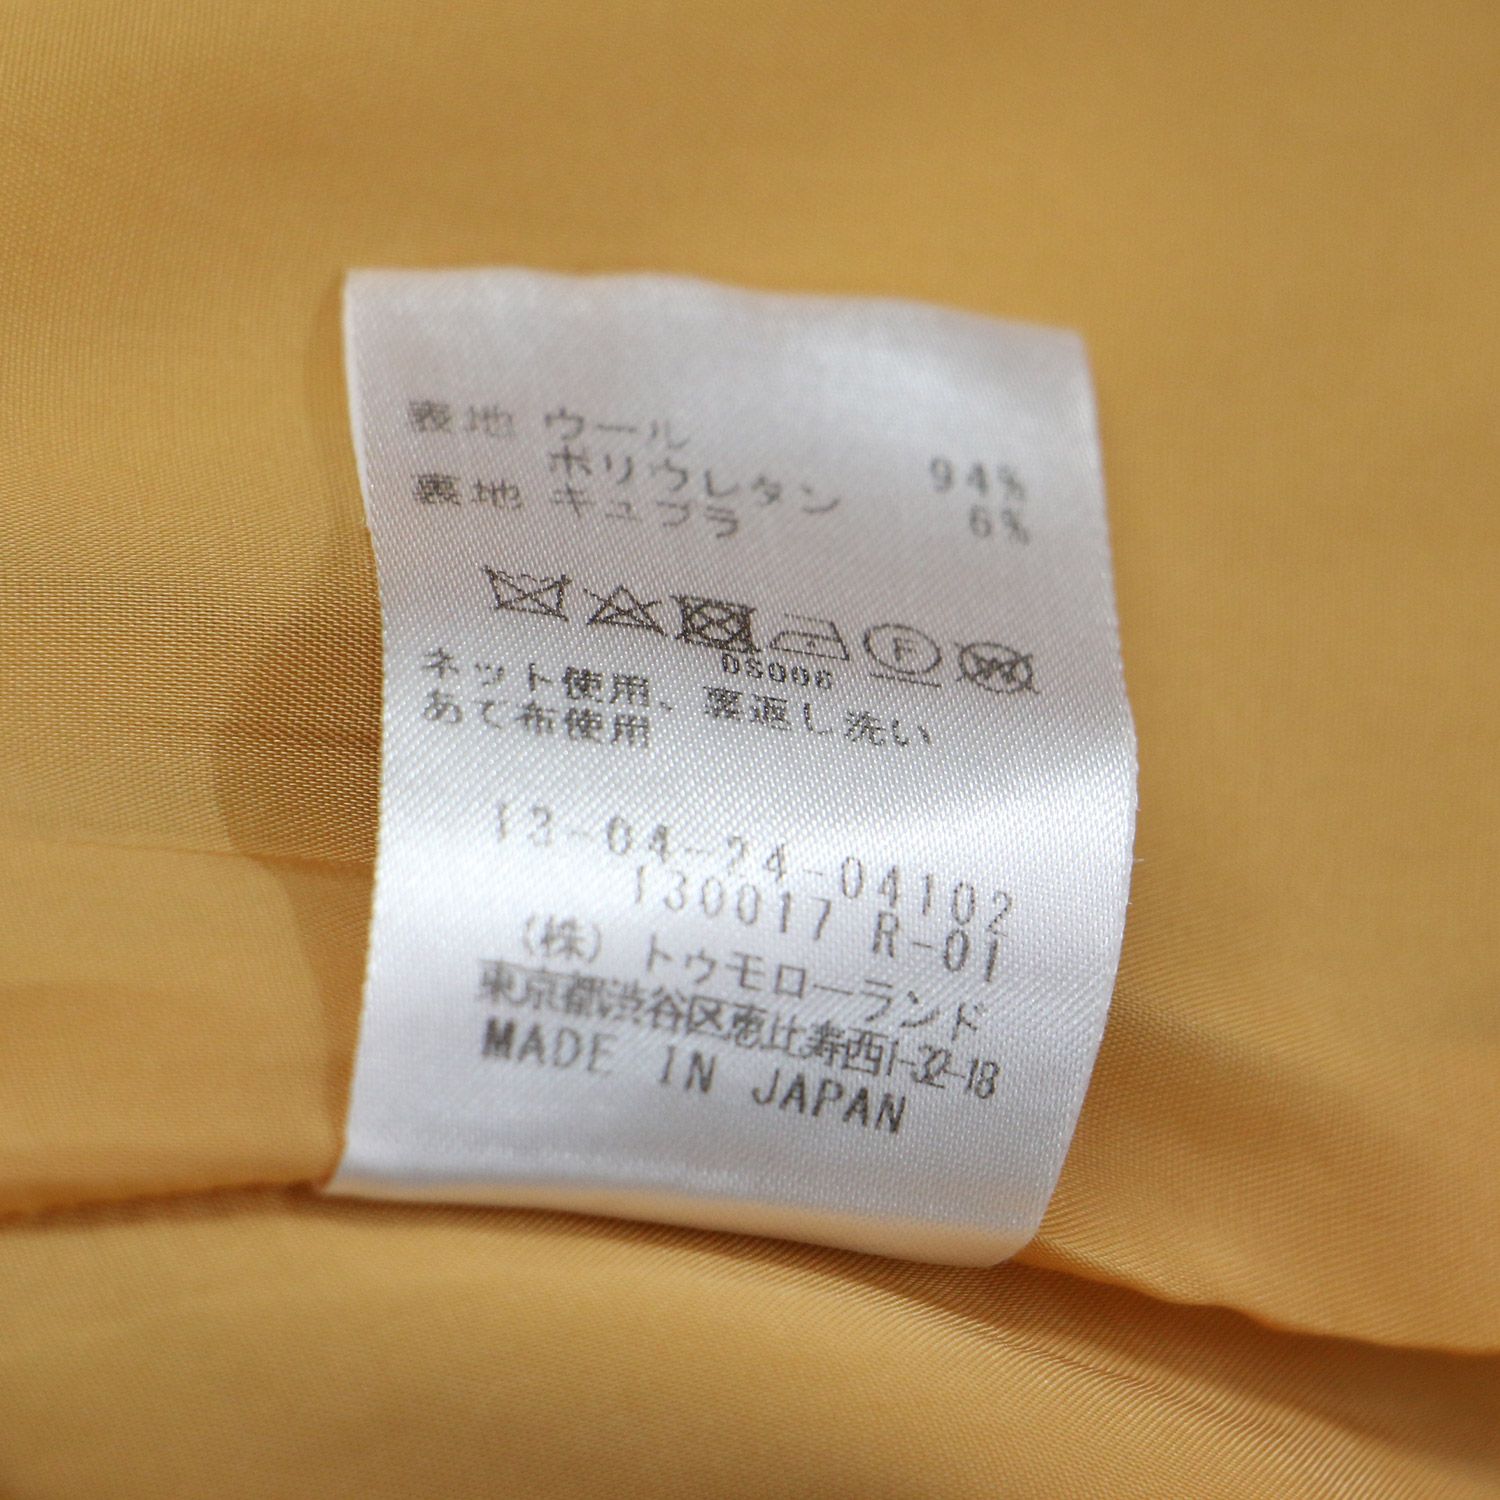 表地 ウール 94%
ポリウレタン 6%
裏地 キュプラ
DS006
ネット使用、裏返し洗い
あて布使用
13-04-24-04102
130017 R-01
(株)トゥモローランド
東京都渋谷区恵比寿西1-32-18
MADE IN JAPAN